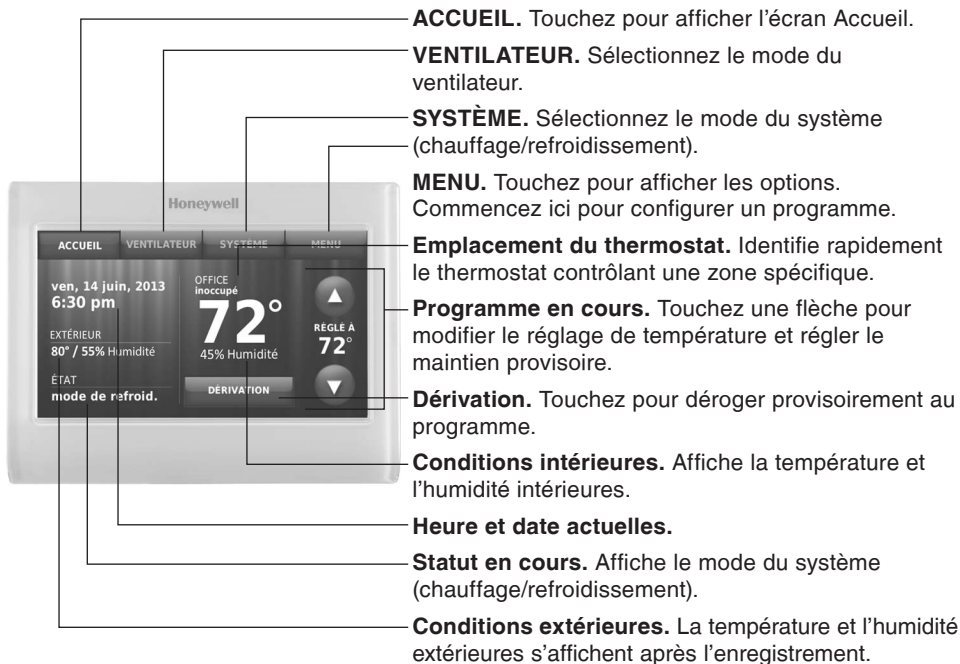 ACCUEIL. Touchez pour afficher l'écran Accueil.
VENTILATEUR. Sélectionnez le mode du
ventilateur.
SYSTÈME. Sélectionnez le mode du système
(chauffage/refroidissement).
MENU. Touchez pour afficher les options.
Commencez ici pour configurer un programme.
Emplacement du thermostat. Identifie rapidement
le thermostat contrôlant une zone spécifique.
Programme en cours. Touchez une flèche pour
modifier le réglage de température et régler le
maintien provisoire.
Dérivation. Touchez pour déroger provisoirement au
programme.
Conditions intérieures. Affiche la température et
l'humidité intérieures.
Heure et date actuelles.
Statut en cours. Affiche le mode du système
(chauffage/refroidissement).
Conditions extérieures. La température et l'humidité
extérieures s'affichent après l'enregistrement.
Honeywell
ACCUEIL VENTILATEUR SYSTÈME MENU
ven, 14 juin, 2013
6:30 pm
EXTÉRIEUR
80° / 55% Humidité
ÉTAT
mode de refroid.
OFFICE
inoccupé
72°
45% Humidité
DÉRIVATION
RÈGLE À
72°